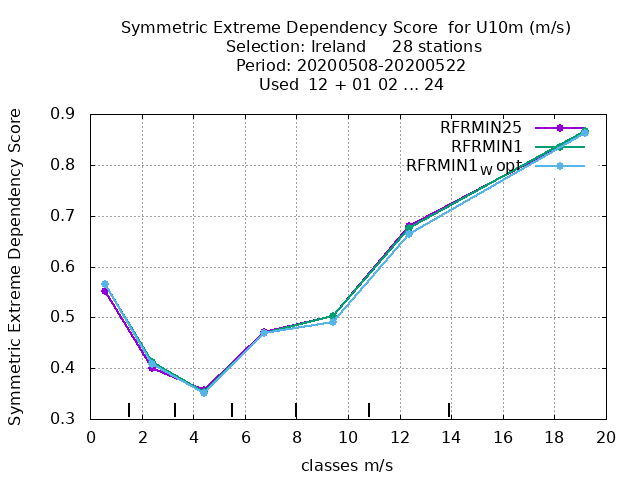 Symmetric Extreme Dependency Score  for U10m (m/s)
Selection: Ireland     28 stations
Period: 20200508-20200522
Used  12 + 01 02 ... 24
Symmetric Extreme Dependency Score
0.9
0.8
0.7
0.6
0.5
0.4
0.3
RFRMIN25
RFRMIN1
RFRMIN1W opt
0 2 4 6 8 10 12 14 16 18 20
classes m/s